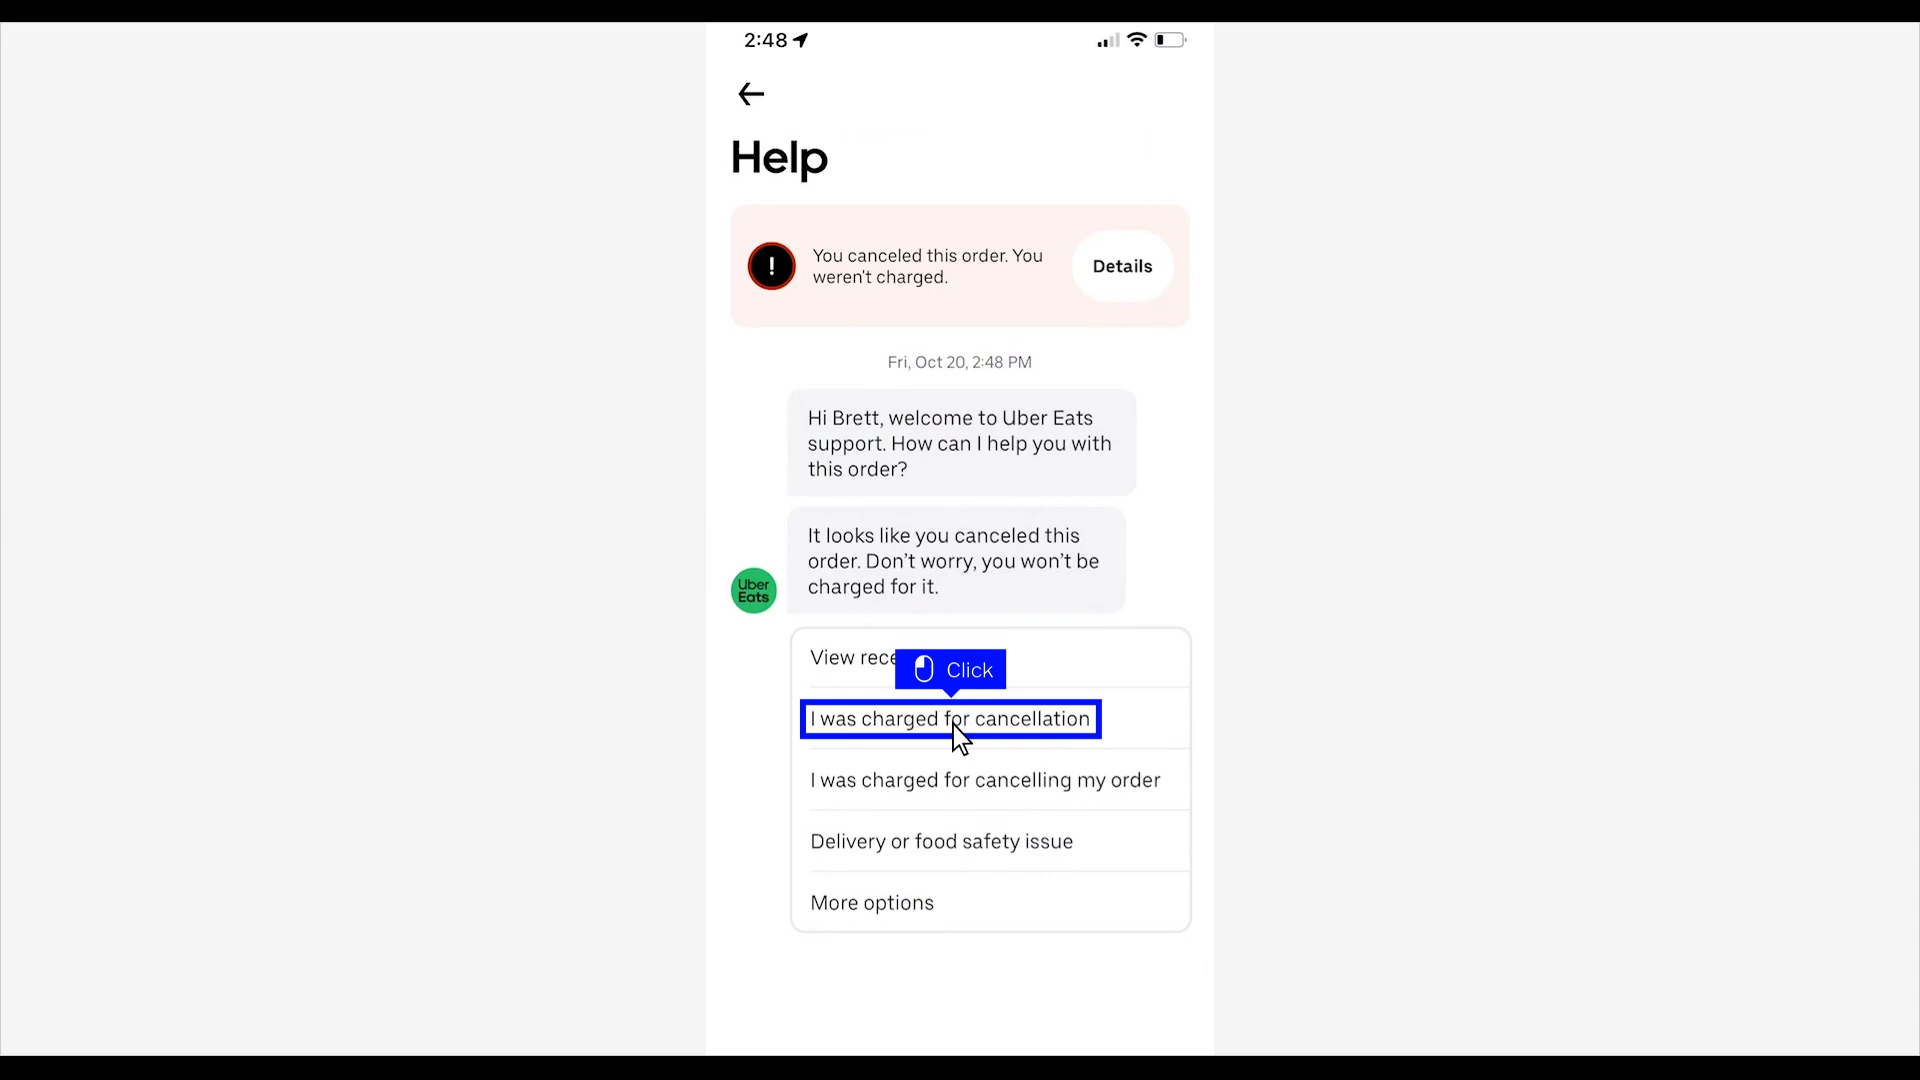 2:48
Help
You canceled this order. You
weren't charged.
Details
Fri, Oct 20, 2:48 PM
Hi Brett, welcome to Uber Eats
support. How can I help you with
this order?
It looks like you canceled this
order. Don't worry, you won't be
charged for it.
Uber
Eats
View
Click
I was charged for cancellation
I was charged for cancelling my order
Delivery or food safety issue
More options